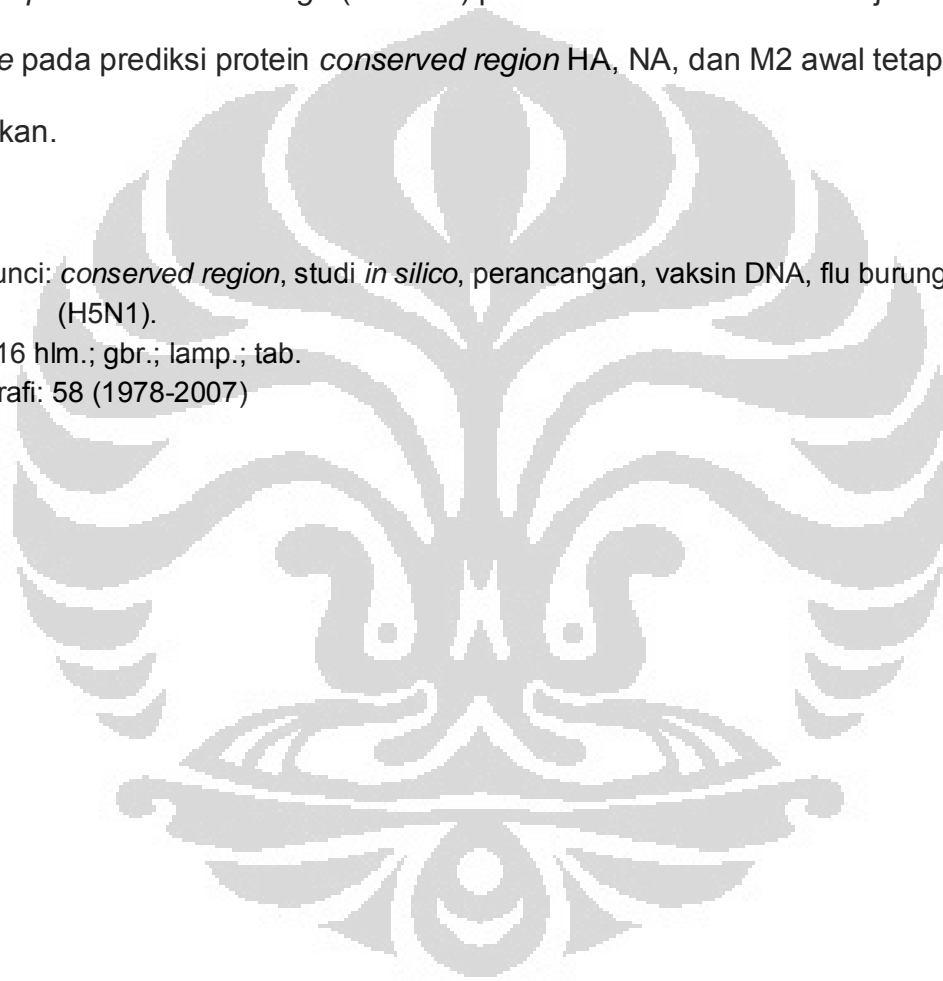 e pada prediksi protein conserved region HA, NA, dan M2 awal tetap
kan.
unci: conserved region, studi in silico, perancangan, vaksin DNA, flu burung
(H5N1).
16 hlm.; gbr.; lamp.; tab.
rafi: 58 (1978-2007)